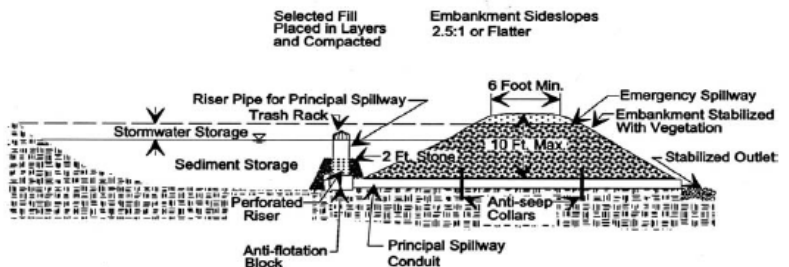 Selected Fill
Placed in Layers
and Compacted
Embankment Sideslopes
2.5:1 or Flatter
6 Foot Min.
Riser Pipe for Principal Spillway
Trash Rack
Emergency Spillway
Embankment Stabilized
With Vegetation
Stormwater Storage
10 Ft. Max.
2 Ft. Stone
Stabilized Outlet
Sediment Storage
Perforated
Riser
Anti-seep
Collars
Anti-flotation
Block
Principal Spillway
Conduit